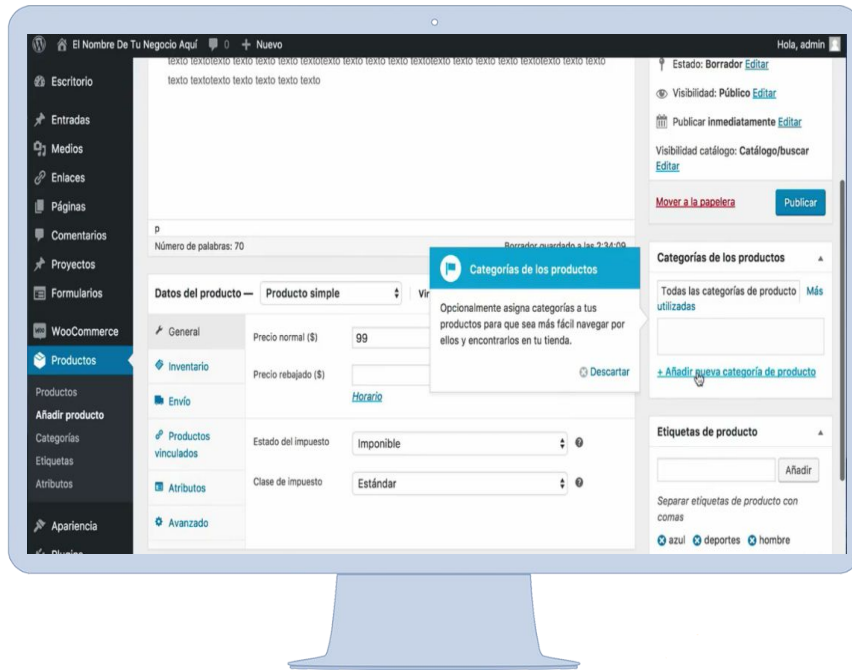 El Nombre De Tu Negocio Aquí 0 + Nuevo Hola, admin
Escritorio
Entradas
Medios
Enlaces
Páginas
Comentarios
Proyectos
Formularios
WooCommerce
Productos
Productos
Añadir producto
Categorías
Etiquetas
Atributos
Apariencia
Plugins
texto textotexto texto texto texto textotexto texto texto texto textotexto texto texto texto textotexto texto texto
texto textotexto texto texto texto texto
p
Número de palabras: 70
Borrador guardado a las 2:34:09
Datos del producto — Producto simple
General
Inventario
Envío
Productos
vinculados
Atributos
Avanzado
Precio normal ($) 99
Precio rebajado ($)
Horario
Estado del impuesto Imponible
Clase de impuesto Estándar
Categorías de los productos
Opcionalmente asigna categorías a tus
productos para que sea más fácil navegar por
ellos y encontrarlos en tu tienda.
Descartar
Estado: Borrador Editar
Visibilidad: Público Editar
Publicar inmediatamente Editar
Visibilidad catálogo: Catálogo/buscar
Editar
Mover a la papelera Publicar
Categorías de los productos
Todas las categorías de producto Más
utilizadas
+ Añadir nueva categoría de producto
Etiquetas de producto
Añadir
Separar etiquetas de producto con
comas
azul deportes hombre